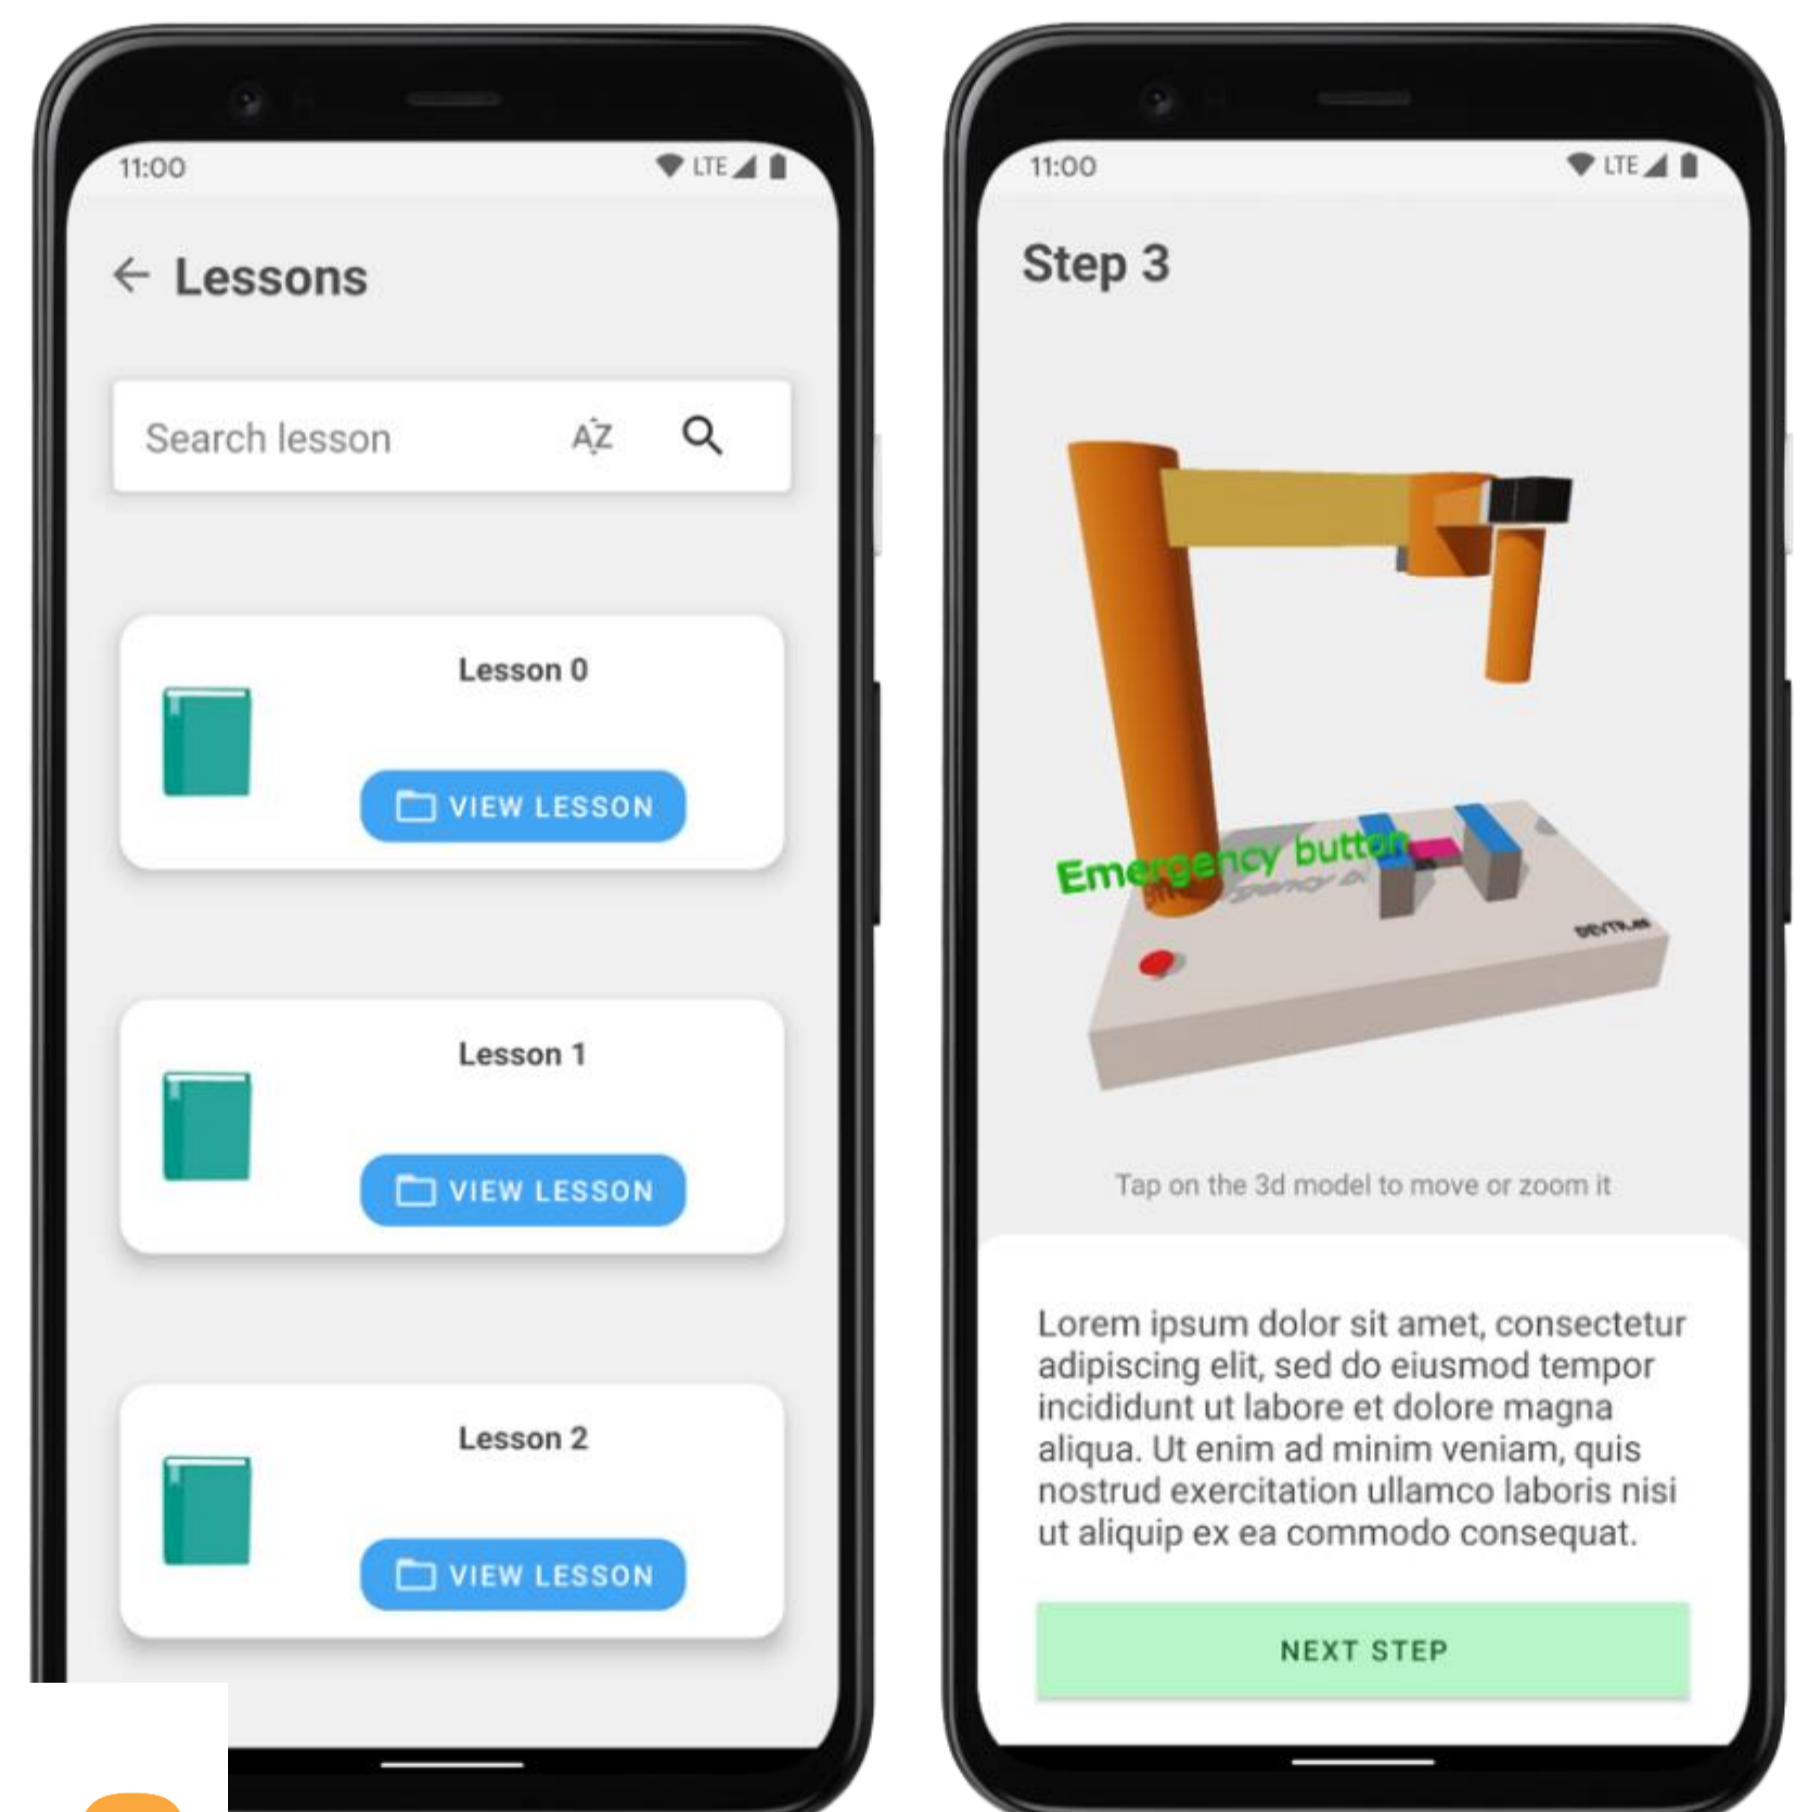 11:00
LTE
Lessons
Search lesson
AZ
Lesson 0
VIEW LESSON
Lesson 1
VIEW LESSON
Lesson 2
VIEW LESSON
11:00
LTE
Step 3
Emergency button
DEVTR.es
Tap on the 3d model to move or zoom it
Lorem ipsum dolor sit amet, consectetur
adipiscing elit, sed do eiusmod tempor
incididunt ut labore et dolore magna
aliqua. Ut enim ad minim veniam, quis
nostrud exercitation ullamco laboris nisi
ut aliquip ex ea commodo consequat.
NEXT STEP